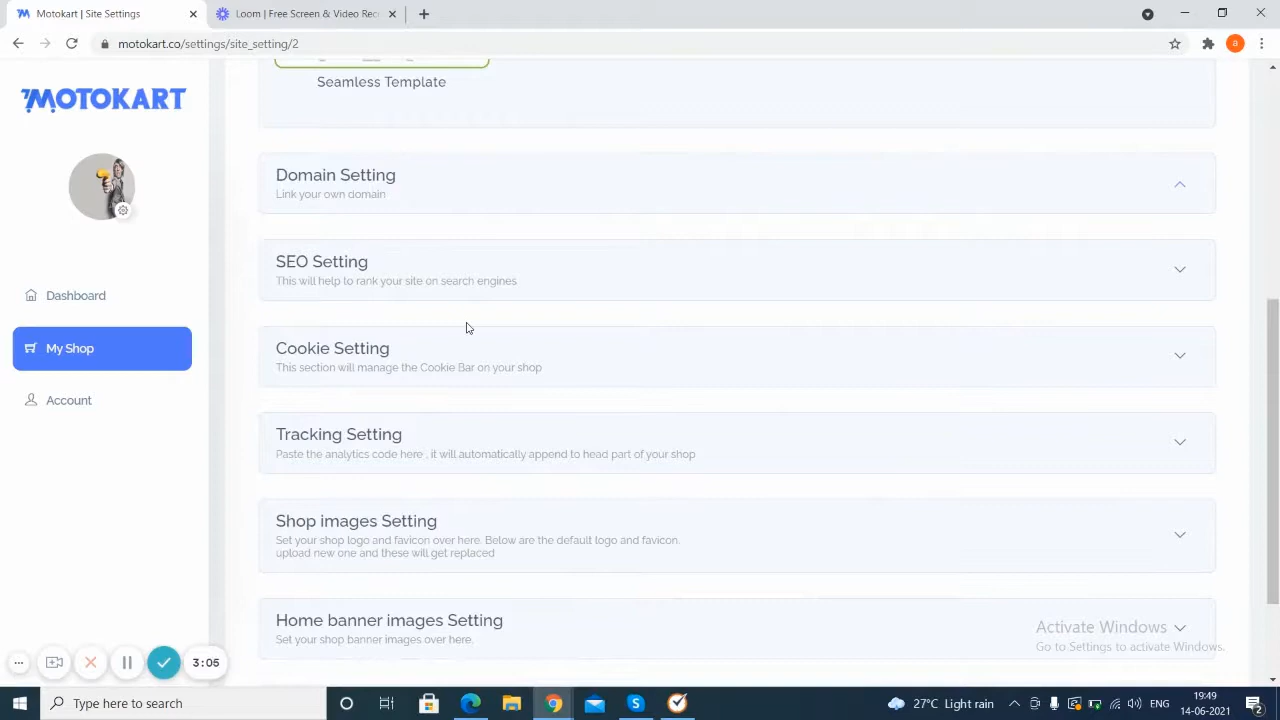 Motokart | Site Settings
Loom | Free Screen & Video Rec
motokart.co/settings/site_setting/2
a
MOTOKART
Seamless Template
Domain Setting
Link your own domain
SEO Setting
This will help to rank your site on search engines
Dashboard
My Shop
Cookie Setting
This section will manage the Cookie Bar on your shop
Account
Tracking Setting
Paste the analytics code here , it will automatically append to head part of your shop
Shop images Setting
Set your shop logo and favicon over here. Below are the default logo and favicon.
upload new one and these will get replaced
Home banner images Setting
Set your shop banner images over here.
Activate Windows
Go to Settings to activate Windows.
3:05
Type here to search
27°C Light rain
ENG
19:49
14-06-2021
2